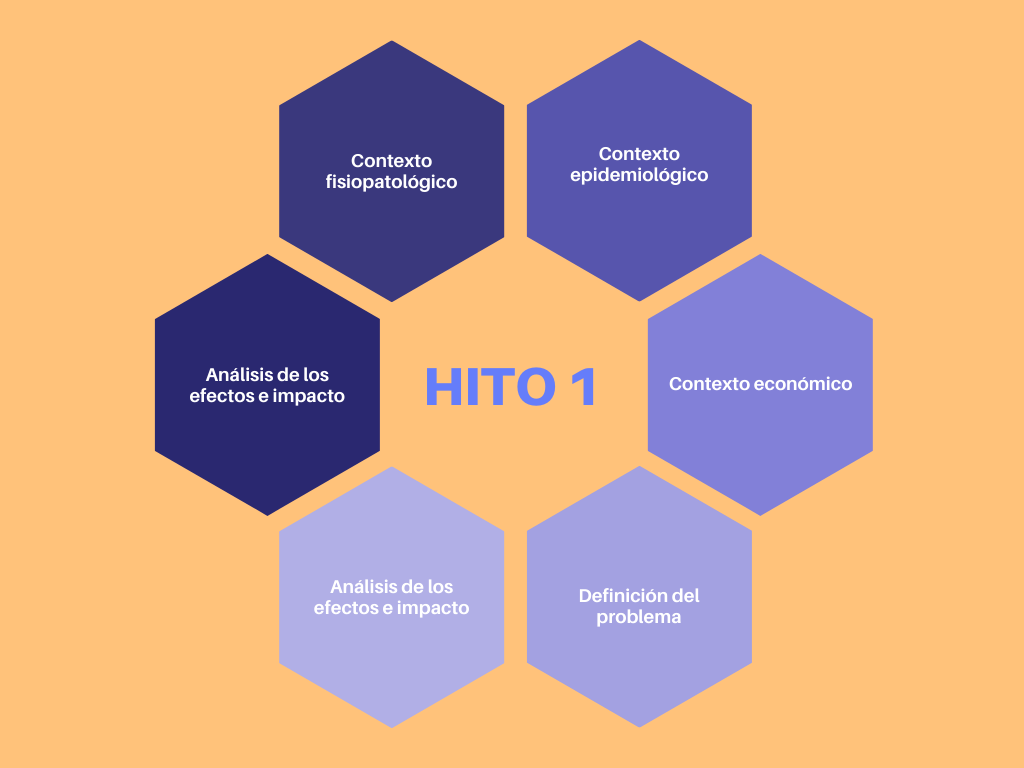 Contexto
fisiopatológico
Contexto
epidemiológico
Análisis de los
efectos e impacto
HITO 1
Contexto económico
Análisis de los
efectos e impacto
Definición del
problema